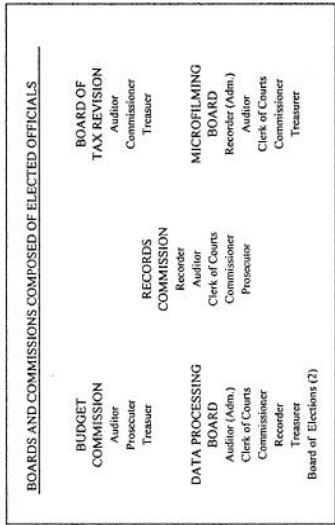 BOARDS AND COMMISSIONS COMPOSED OF ELECTED OFFICIALS
BUDGET
COMMISSION
Auditor
Prosecuter
Treasuer
BOARD OF
TAX REVISION
Auditor
Commissioner
Treasuer
RECORDS
COMMISSION
Recorder
Auditor
Clerk of Courts
Commissioner
Prosecutor
DATA PROCESSING
BOARD
Auditor (Adm.)
Clerk of Courts
Commissioner
Recorder
Treasurer
Board of Elections (2)
MICROFILMING
BOARD
Recorder (Adm.)
Auditor
Clerk of Courts
Commissioner
Treasurer